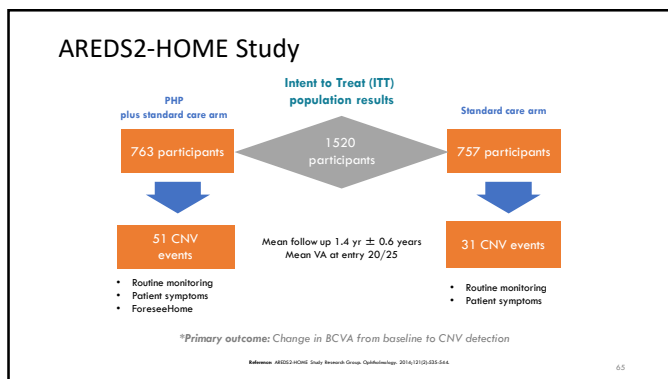 AREDS2-HOME Study
Intent to Treat (ITT)
population results
PHP
plus standard care arm
Standard care arm
763 participants
1520
participants
757 participants
51 CNV
events
Mean follow up 1.4 yr ± 0.6 years
Mean VA at entry 20/25
31 CNV events
• Routine monitoring
• Patient symptoms
• ForeseeHome
• Routine monitoring
• Patient symptoms
*Primary outcome: Change in BCVA from baseline to CNV detection
Reference: AREDS2-HOME Study Research Group. Ophthalmology. 2014;121(2):535-544.
65